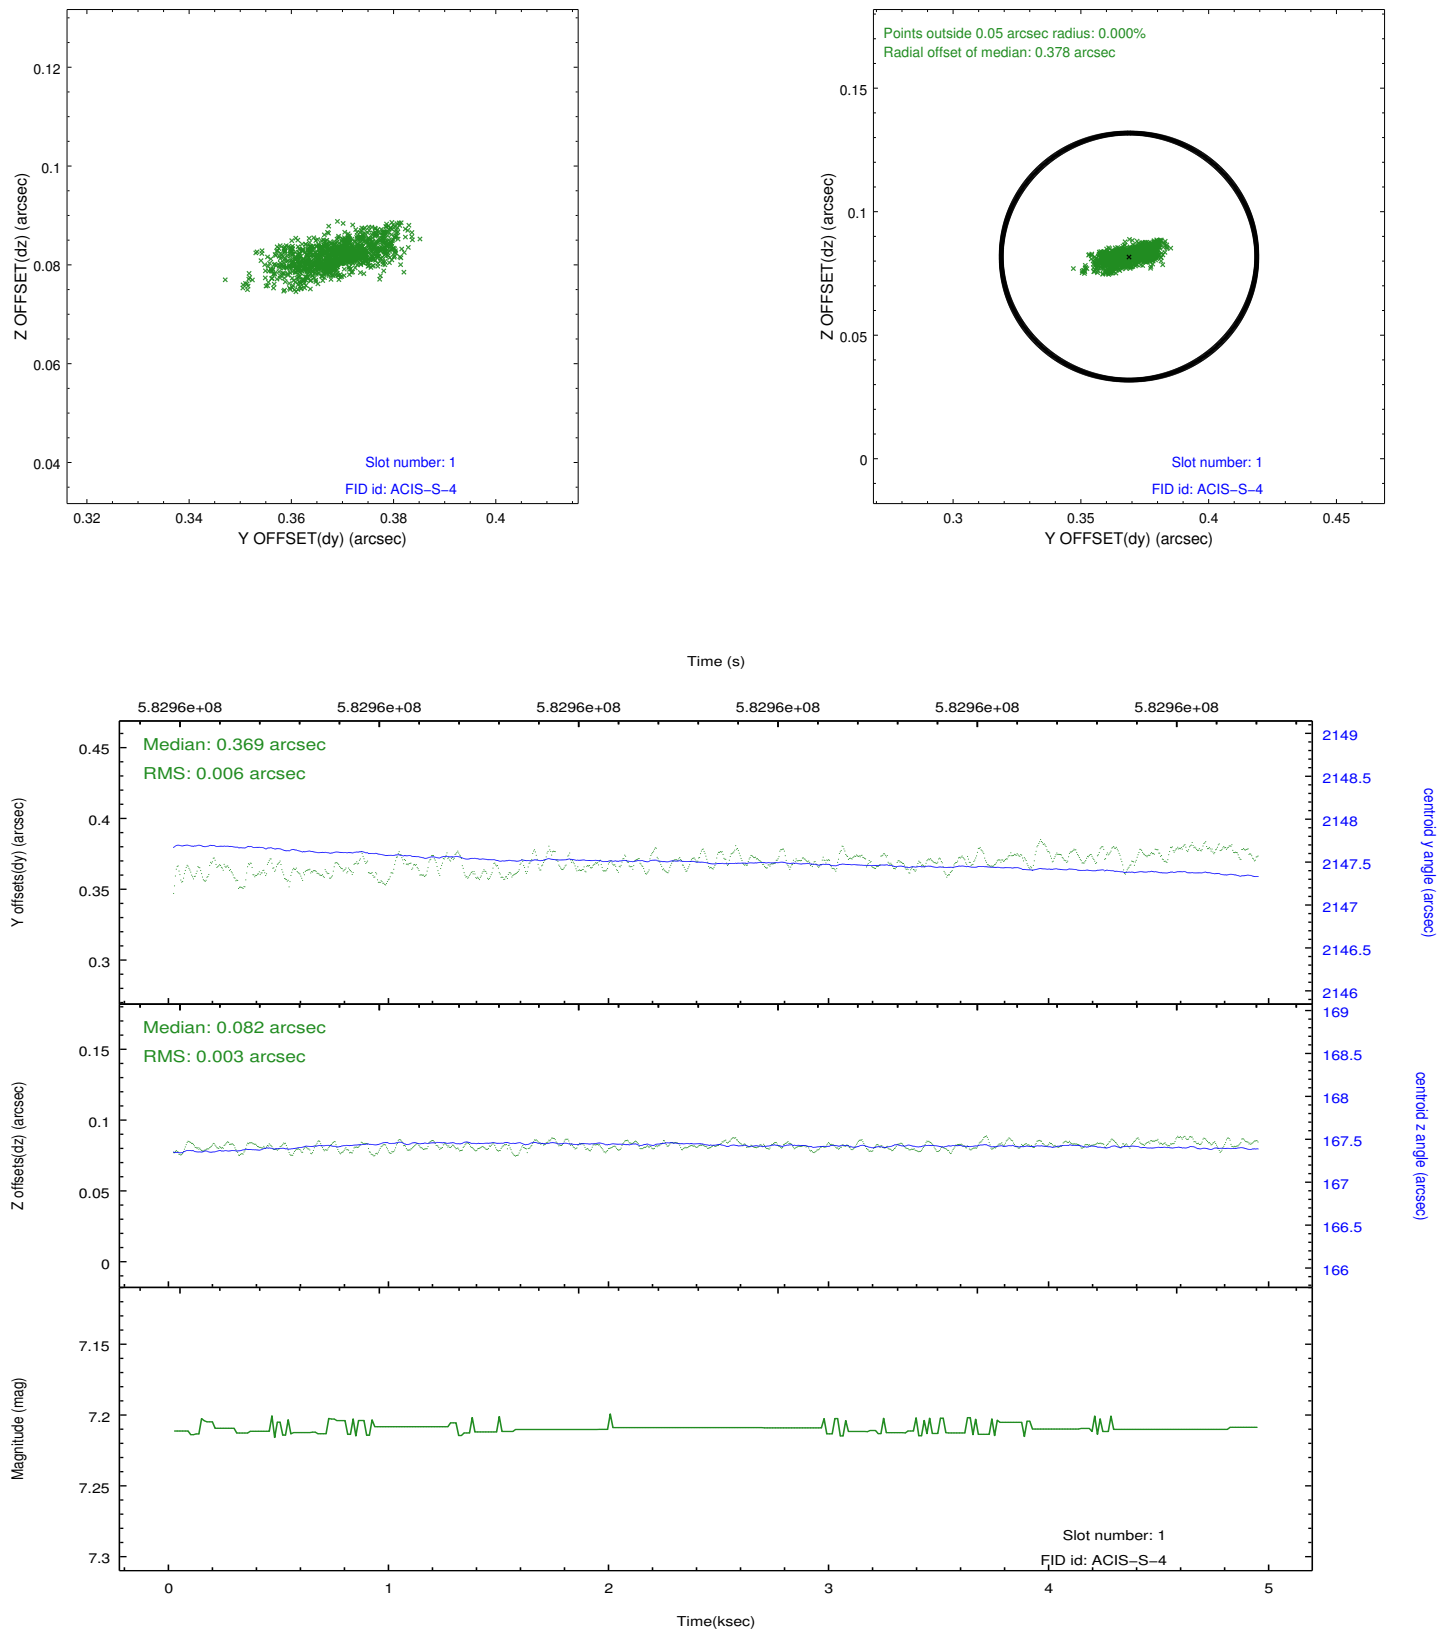 0.12
0.1
0.08
0.06
0.04
Z OFFSET(dz) (arcsec)
Slot number: 1
FID id: ACIS−S−4
0.32 0.34 0.36 0.38 0.4
Y OFFSET(dy) (arcsec)
Points outside 0.05 arcsec radius: 0.000%
Radial offset of median: 0.378 arcsec
0.15
0.1
0.05
0
Z OFFSET(dz) (arcsec)
Slot number: 1
FID id: ACIS−S−4
0.3 0.35 0.4 0.45
Y OFFSET(dy) (arcsec)
Time (s)
5.8296e+08 5.8296e+08 5.8296e+08 5.8296e+08 5.8296e+08 5.8296e+08
Median: 0.369 arcsec
RMS: 0.006 arcsec
0.45
0.4
0.35
0.3
Y offsets(dy) (arcsec)
2149
2148.5
2148
2147.5
2147
2146.5
2146
centroid y angle (arcsec)
Median: 0.082 arcsec
RMS: 0.003 arcsec
0.15
0.1
0.05
0
Z offsets(dz) (arcsec)
169
168.5
168
167.5
167
166.5
166
centroid z angle (arcsec)
7.15
7.2
7.25
7.3
Magnitude (mag)
Slot number: 1
FID id: ACIS−S−4
0 1 2 3 4 5
Time(ksec)